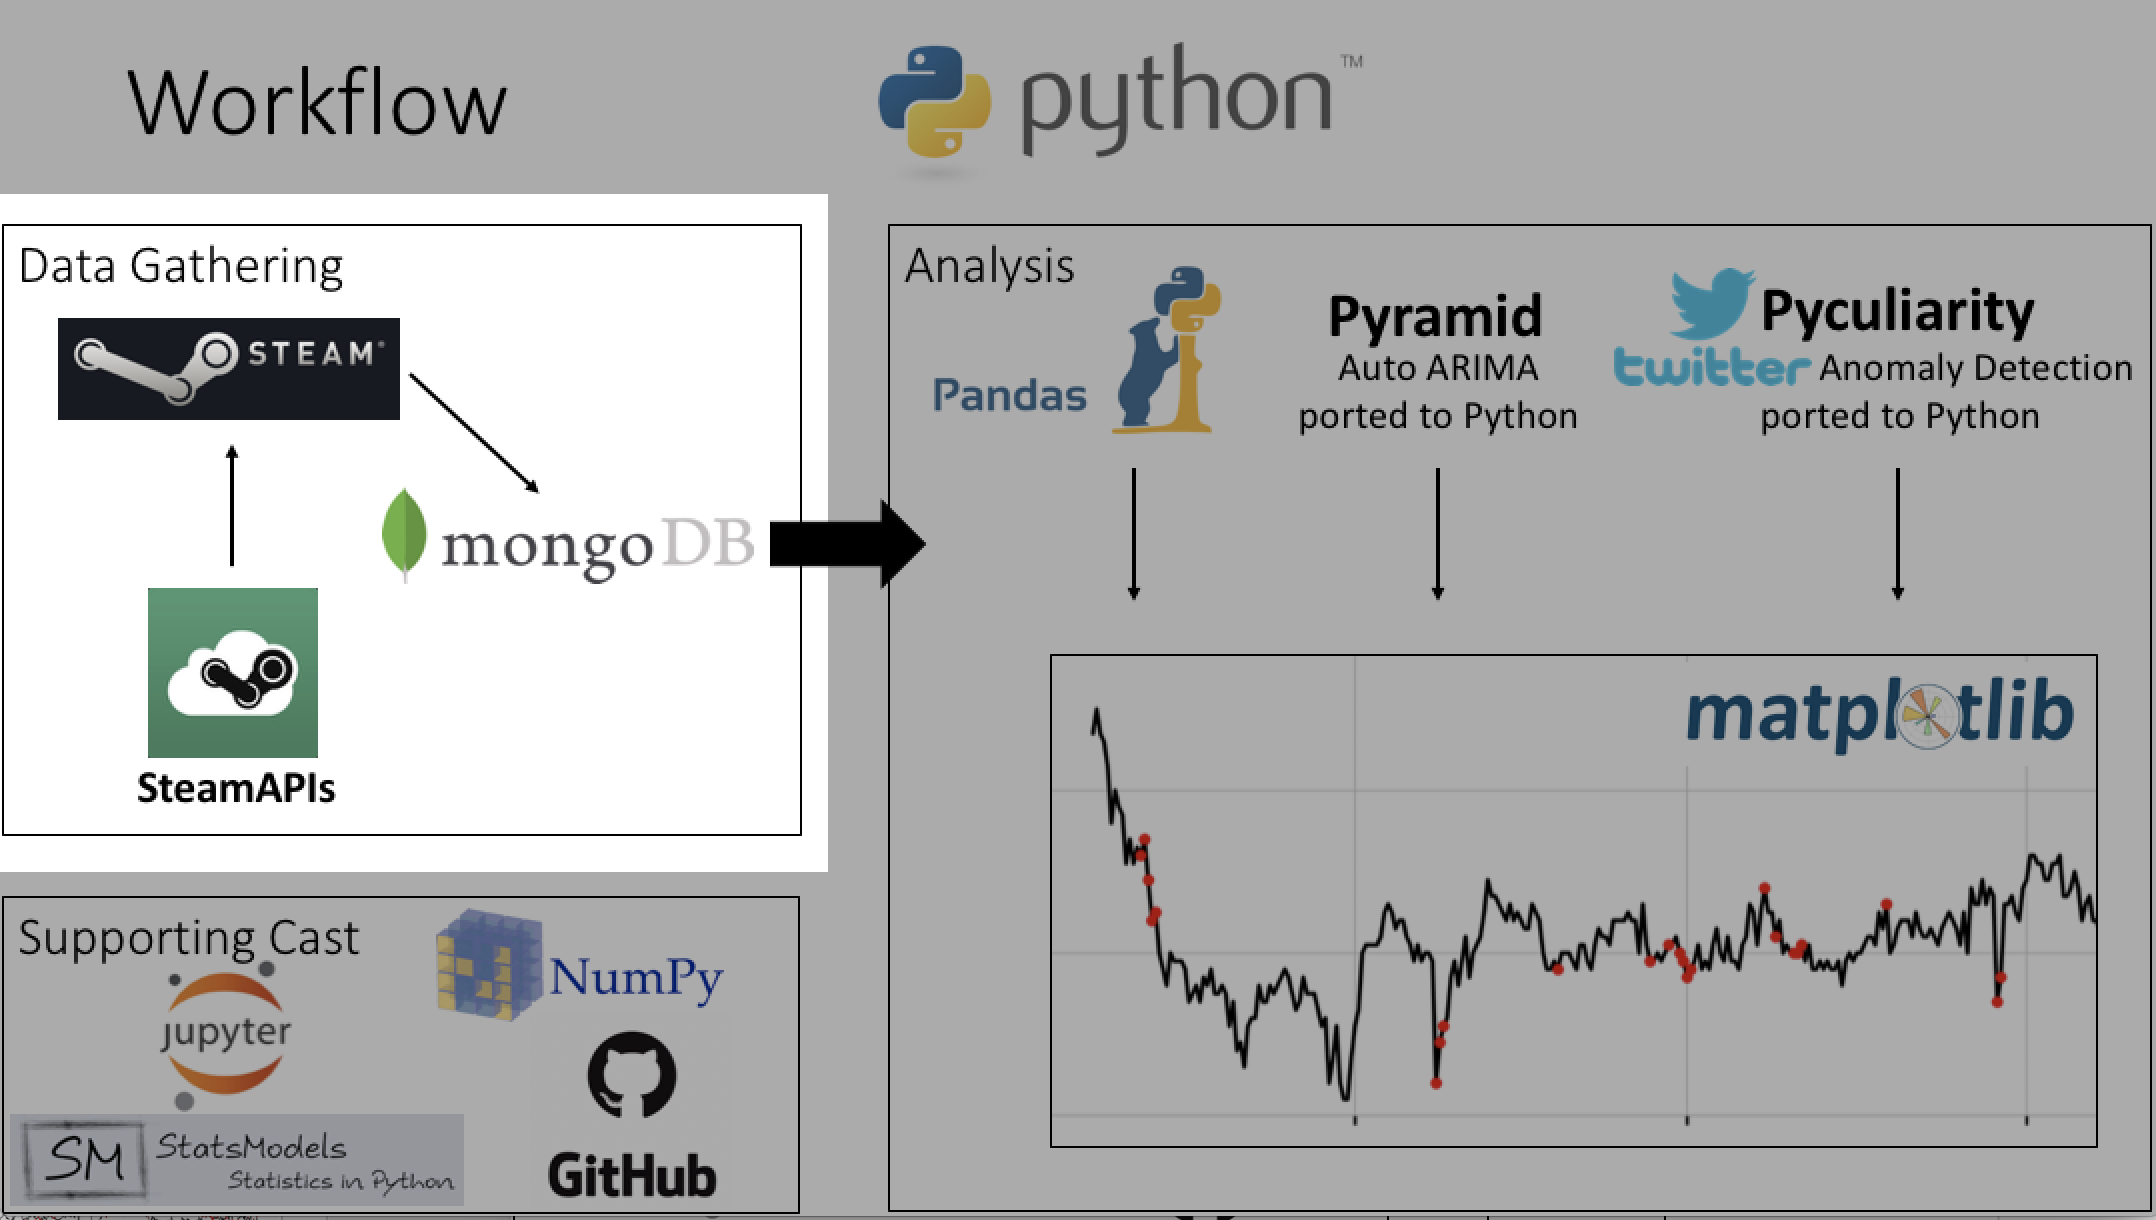 Workflow
python™
Data Gathering
STEAM®
mongoDB
SteamAPIs
Analysis
Pandas
Pyramid
Auto ARIMA
ported to Python
Pyculiarity
twitter Anomaly Detection
ported to Python
matplotlib
Supporting Cast
jupyter
NumPy
SM
StatsModels
Statistics in Python
GitHub